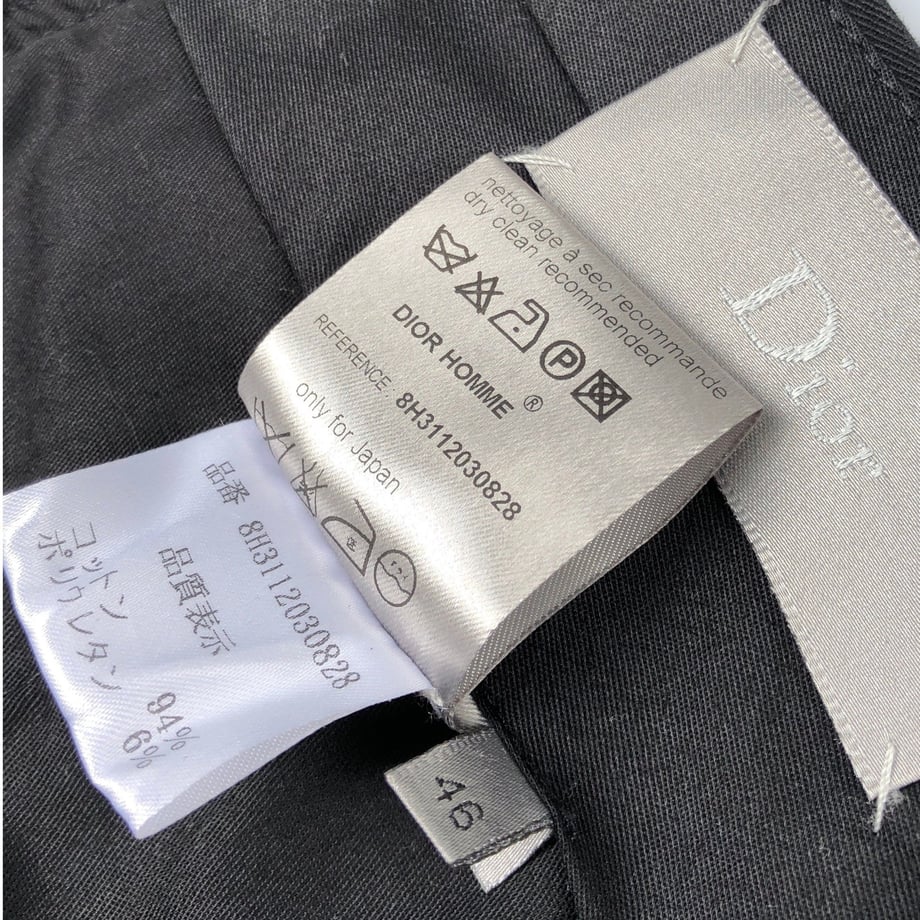 nettoyage à sec recommande
dry clean recommended
P
DIOR HOMME ®
REFERENCE : 8H3112030828
only for Japan
Dior
品番 8H3112030828
品質表示
コットン 94%
ポリウレタン 6%
46